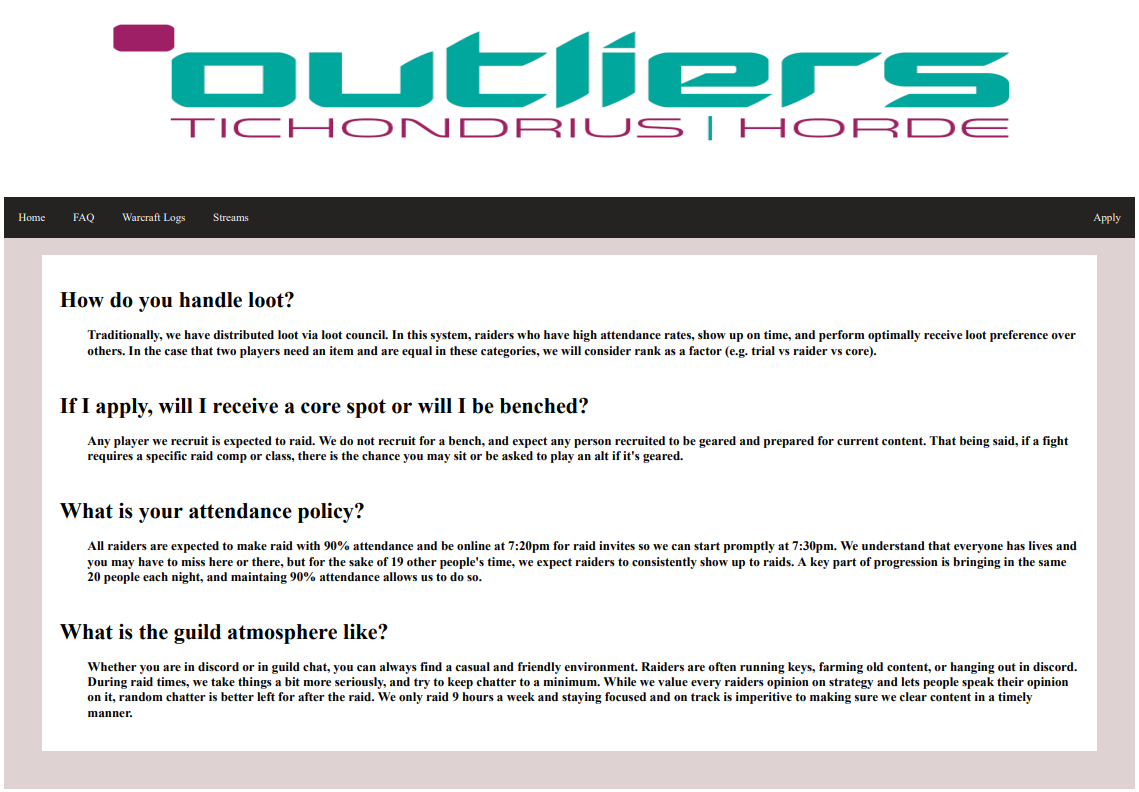 outliers
TICHONDRIUS | HORDE
Home FAQ Warcraft Logs Streams Apply
How do you handle loot?
Traditionally, we have distributed loot via loot council. In this system, raiders who have high attendance rates, show up on time, and perform optimally receive loot preference over
others. In the case that two players need an item and are equal in these categories, we will consider rank as a factor (e.g. trial vs raider vs core).
If I apply, will I receive a core spot or will I be benched?
Any player we recruit is expected to raid. We do not recruit for a bench, and expect any person recruited to be geared and prepared for current content. That being said, if a fight
requires a specific raid comp or class, there is the chance you may sit or be asked to play an alt if it's geared.
What is your attendance policy?
All raiders are expected to make raid with 90% attendance and be online at 7:20pm for raid invites so we can start promptly at 7:30pm. We understand that everyone has lives and
you may have to miss here or there, but for the sake of 19 other people's time, we expect raiders to consistently show up to raids. A key part of progression is bringing in the same
20 people each night, and maintaing 90% attendance allows us to do so.
What is the guild atmosphere like?
Whether you are in discord or in guild chat, you can always find a casual and friendly environment. Raiders are often running keys, farming old content, or hanging out in discord.
During raid times, we take things a bit more seriously, and try to keep chatter to a minimum. While we value every raiders opinion on strategy and lets people speak their opinion
on it, random chatter is better left for after the raid. We only raid 9 hours a week and staying focused and on track is imperitive to making sure we clear content in a timely
manner.